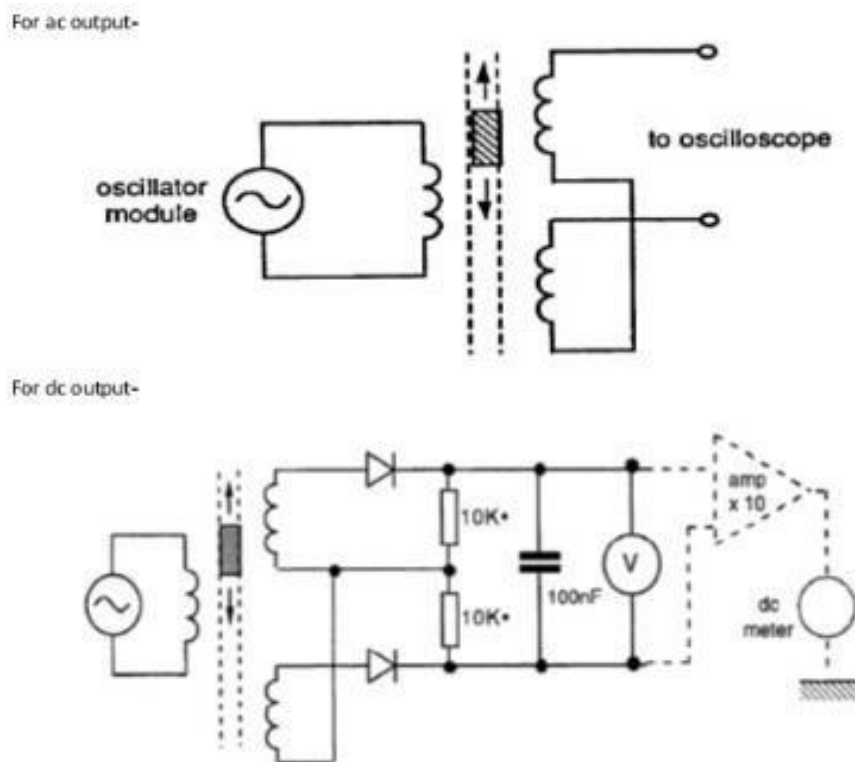 For ac output-
oscillator
module
to oscilloscope
For dc output-
10K•
10K•
100nF
V
amp
x 10
dc
meter